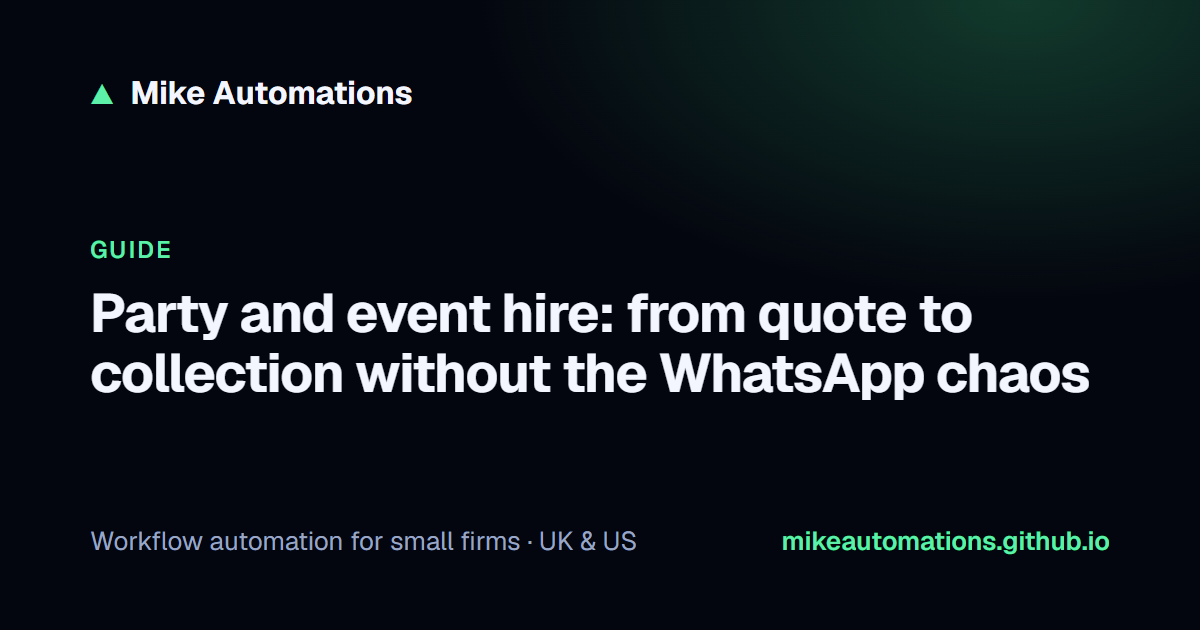 Mike Automations
GUIDE
Party and event hire: from quote to
collection without the WhatsApp chaos
Workflow automation for small firms · UK & US
mikeautomations.github.io